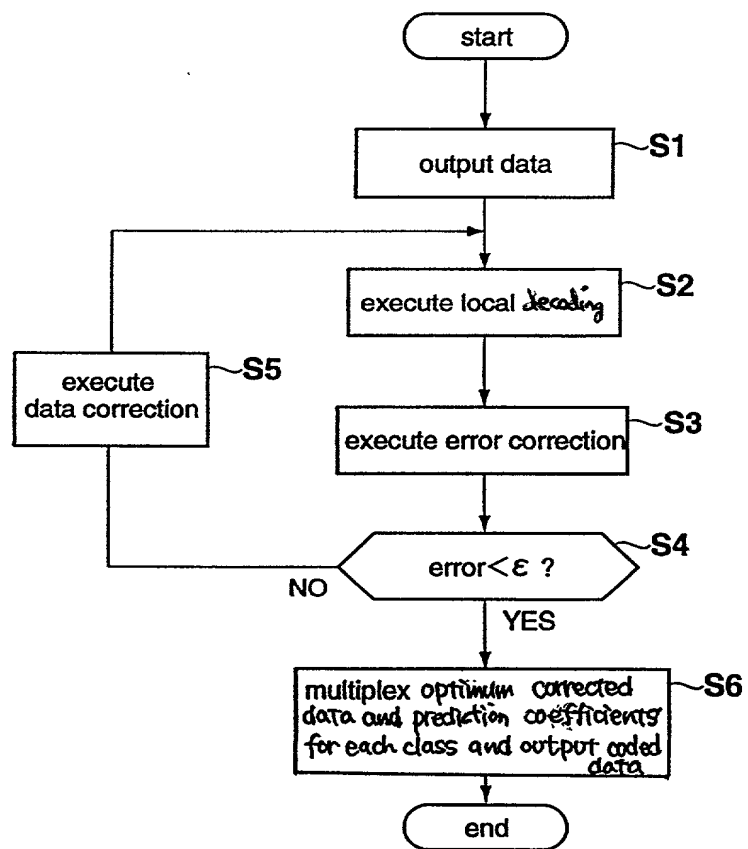 start
S1
output data
S2
execute local decoding
S5
execute
data correction
S3
execute error correction
S4
error<ε ?
NO
YES
S6
multiplex optimum corrected
data and prediction coefficients
for each class and output coded
data
end